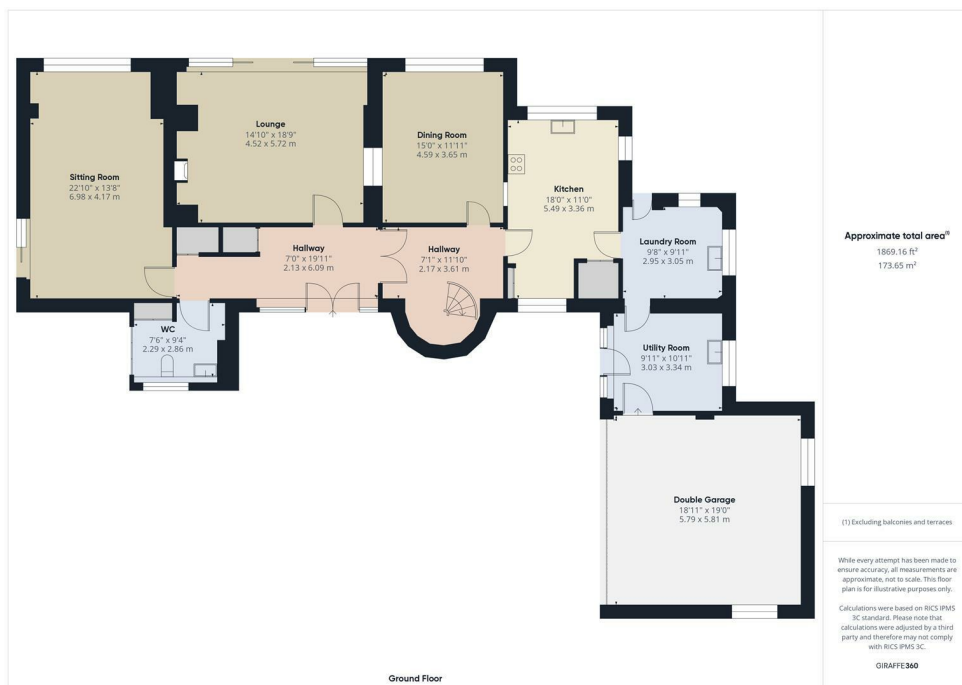 Sitting Room
22'10" x 13'8"
6.98 x 4.17 m
Lounge
14'10" x 18'9"
4.52 x 5.72 m
Dining Room
15'0" x 11'11"
4.59 x 3.65 m
Kitchen
18'0" x 11'0"
5.49 x 3.36 m
Hallway
7'0" x 19'11"
2.13 x 6.09 m
Hallway
7'1" x 11'10"
2.17 x 3.61 m
Laundry Room
9'8" x 9'11"
2.95 x 3.05 m
WC
7'6" x 9'4"
2.29 x 2.86 m
Utility Room
9'11" x 10'11"
3.03 x 3.34 m
Double Garage
18'11" x 19'0"
5.79 x 5.81 m
Ground Floor
Approximate total area⁽¹⁾
1869.16 ft²
173.65 m²
(1) Excluding balconies and terraces
While every attempt has been made to
ensure accuracy, all measurements are
approximate, not to scale. This floor
plan is for illustrative purposes only.
Calculations were based on RICS IPMS
3C standard. Please note that
calculations were adjusted by a third
party and therefore may not comply
with RICS IPMS 3C.
GIRAFFE360